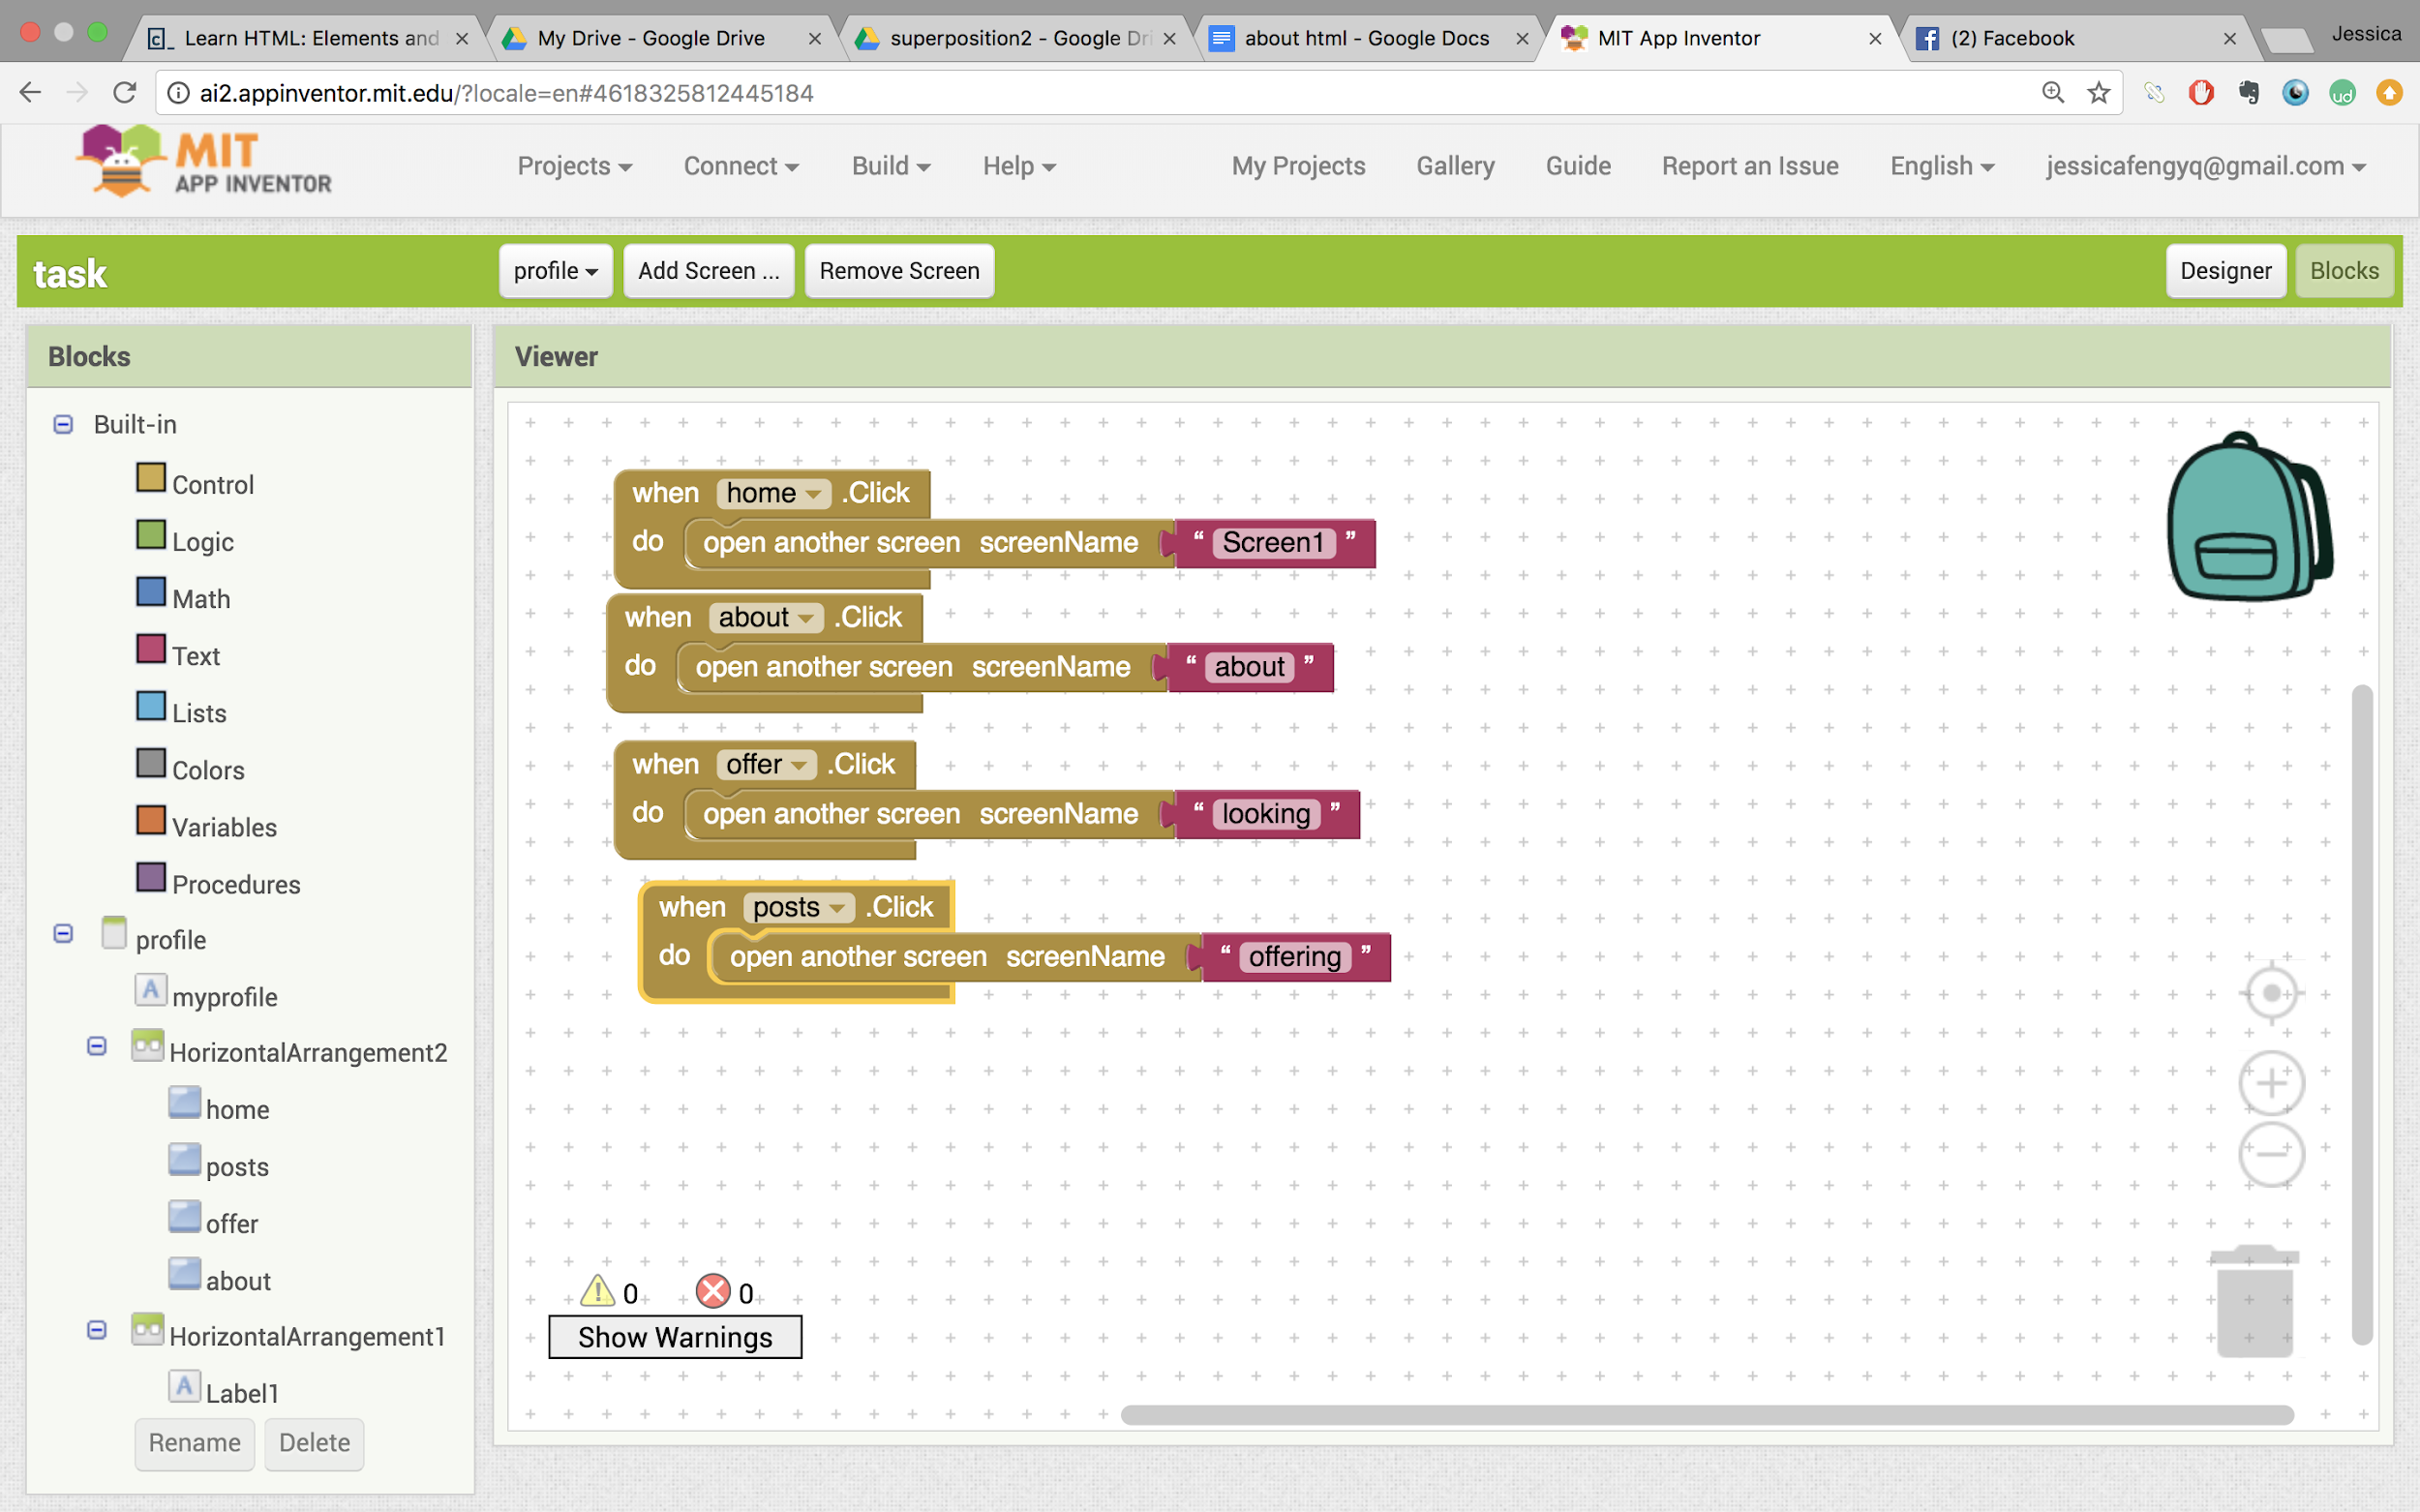 Learn HTML: Elements and
My Drive - Google Drive
superposition2 - Google Dri
about html - Google Docs
MIT App Inventor
(2) Facebook
Jessica
ai2.appinventor.mit.edu/?locale=en#4618325812445184
ud
MIT
APP INVENTOR
Projects
Connect
Build
Help
My Projects
Gallery
Guide
Report an Issue
English
jessicafengyq@gmail.com
task
profile
Add Screen ...
Remove Screen
Designer
Blocks
Blocks
Viewer
Built-in
Control
Logic
Math
Text
Lists
Colors
Variables
Procedures
profile
A myprofile
HorizontalArrangement2
home
posts
offer
about
HorizontalArrangement1
A Label1
Rename
Delete
when home .Click
do open another screen screenName “ Screen1 ”
when about .Click
do open another screen screenName “ about ”
when offer .Click
do open another screen screenName “ looking ”
when posts .Click
do open another screen screenName “ offering ”
0 0
Show Warnings